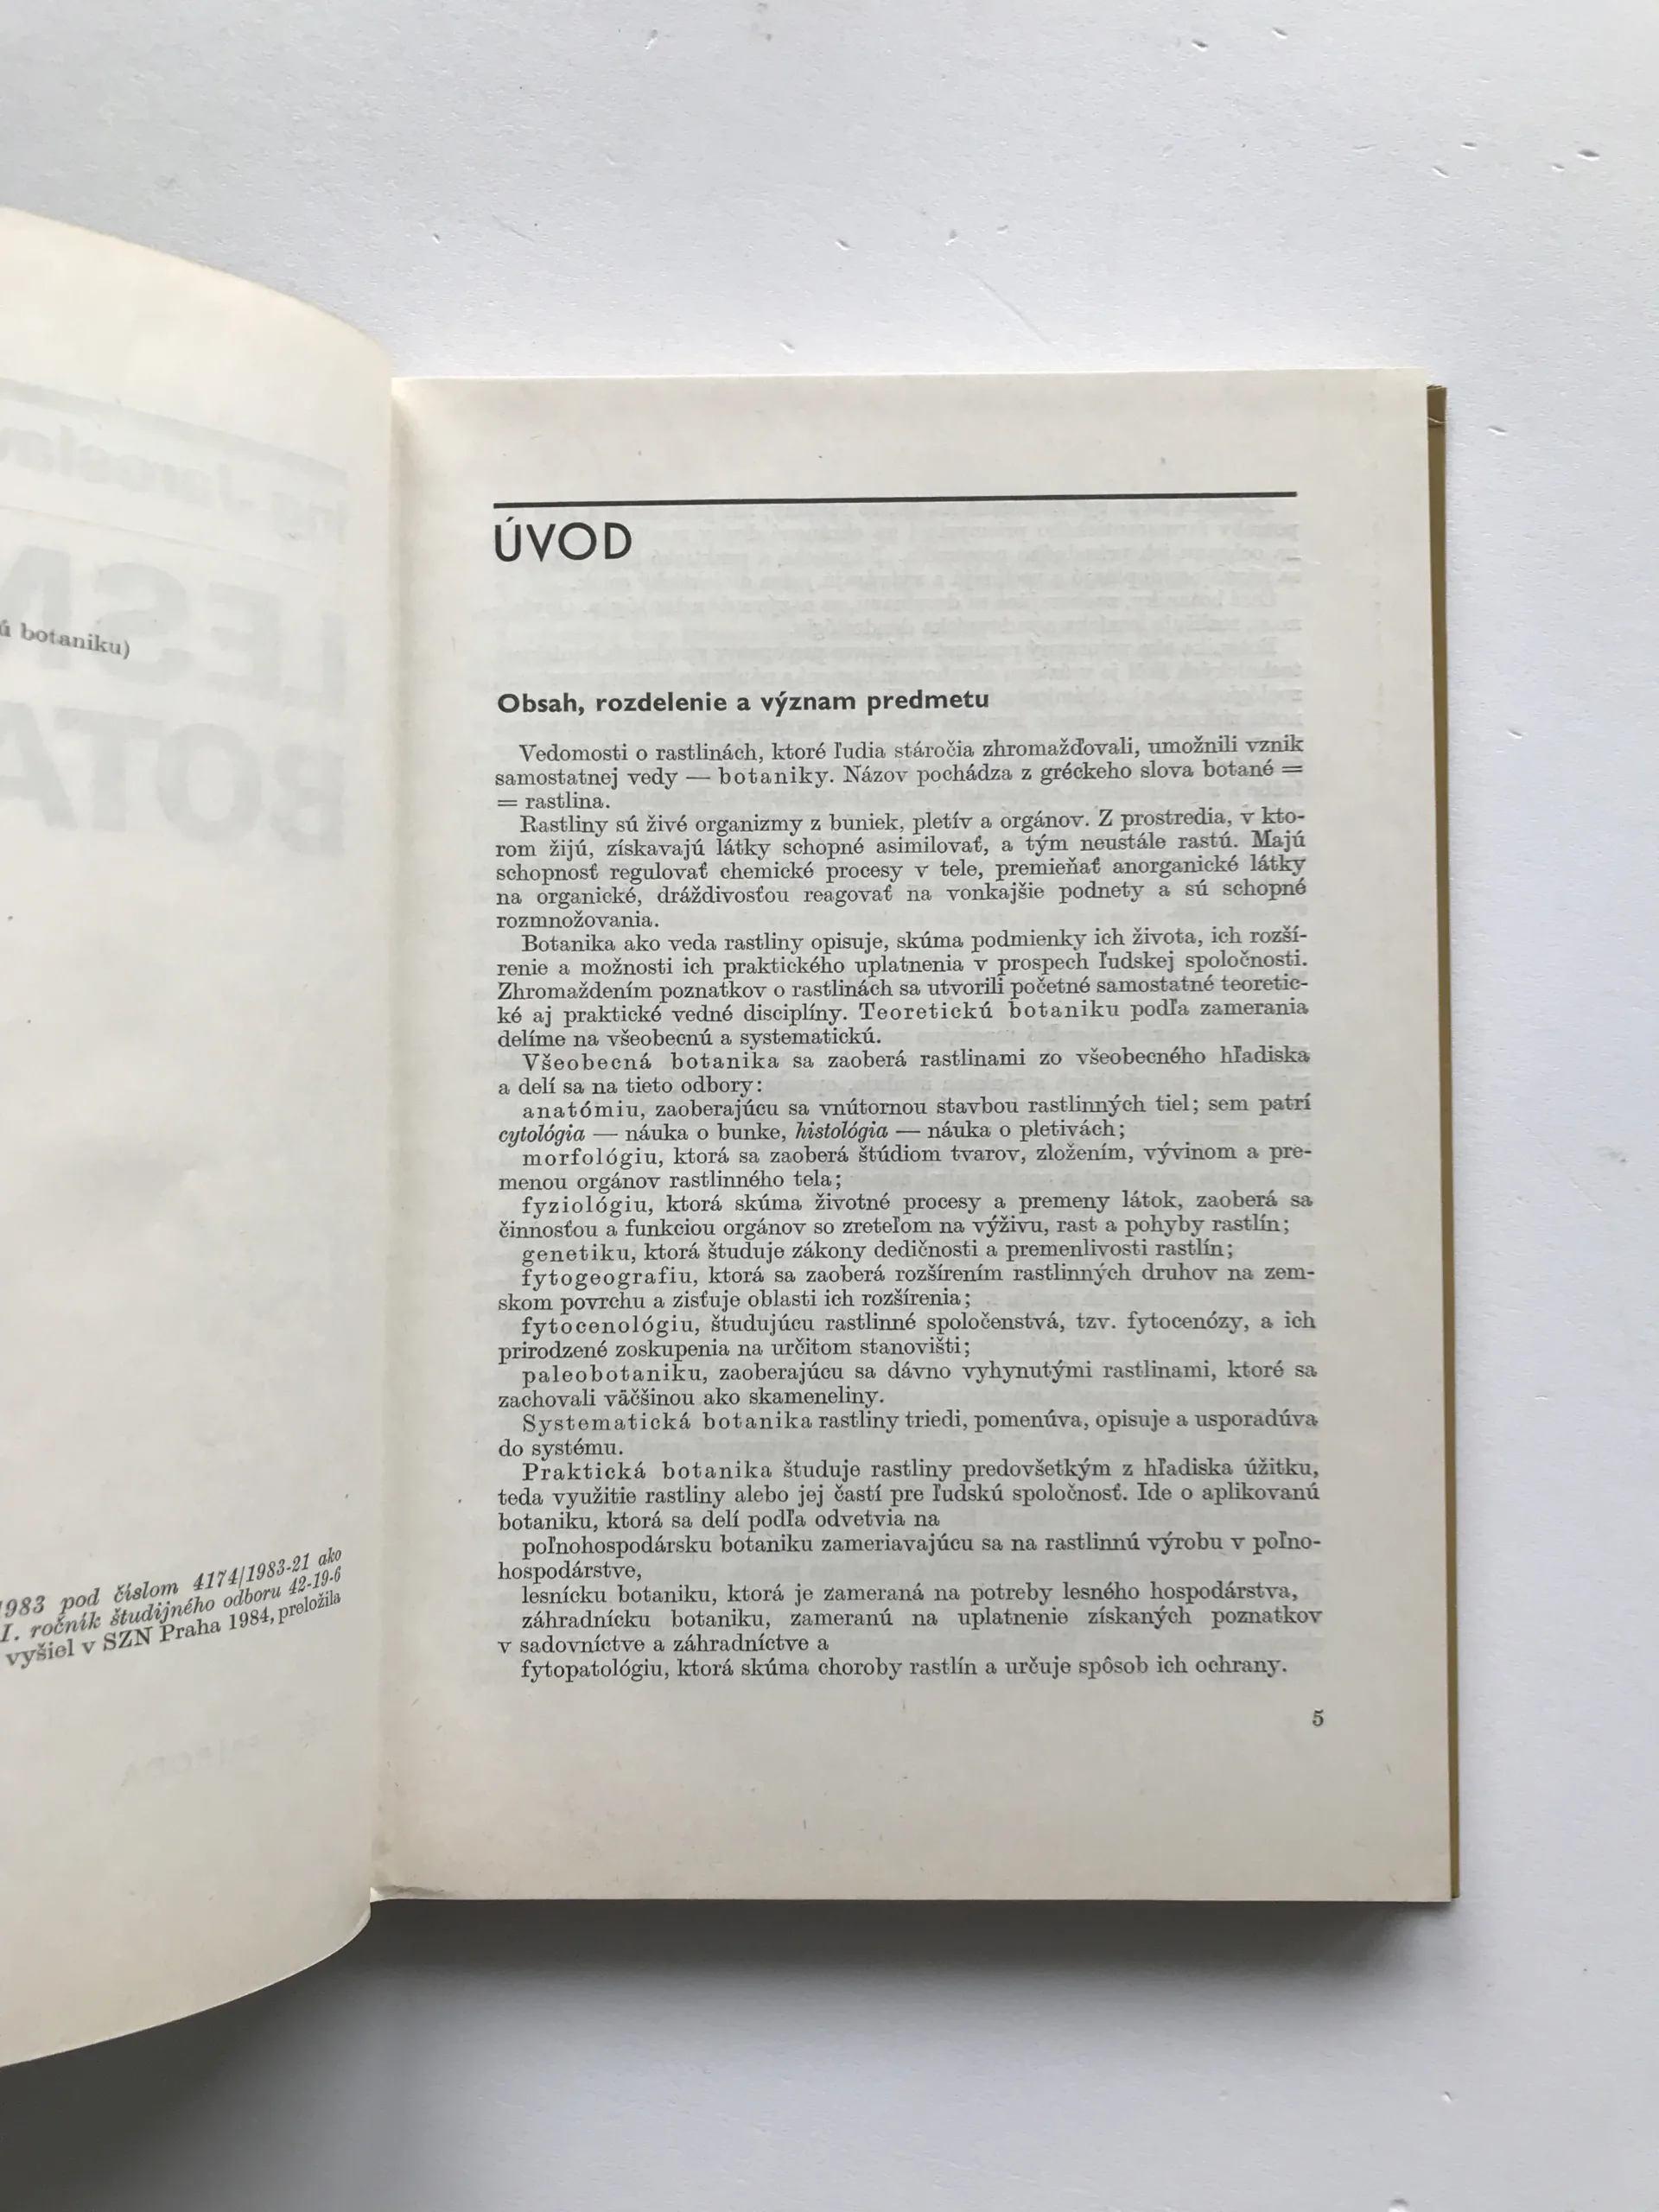 botaniku)
1983 pod číslom 4174/1983-21 ako
I. ročník študijného odboru 42-19-6
vyšiel v SZN Praha 1984, preložila
ÚVOD
Obsah, rozdelenie a význam predmetu
Vedomosti o rastlinách, ktoré ľudia stáročia zhromažďovali, umožnili vznik
samostatnej vedy — botaniky. Názov pochádza z gréckeho slova botané =
= rastlina.
Rastliny sú živé organizmy z buniek, pletív a orgánov. Z prostredia, v kto-
rom žijú, získavajú látky schopné asimilovať, a tým neustále rastú. Majú
schopnosť regulovať chemické procesy v tele, premieňať anorganické látky
na organické, dráždivosťou reagovať na vonkajšie podnety a sú schopné
rozmnožovania.
Botanika ako veda rastliny opisuje, skúma podmienky ich života, ich rozší-
renie a možnosti ich praktického uplatnenia v prospech ľudskej spoločnosti.
Zhromaždením poznatkov o rastlinách sa utvorili početné samostatné teoretic-
ké aj praktické vedné disciplíny. Teoretickú botaniku podľa zamerania
delíme na všeobecnú a systematickú.
Všeobecná botanika sa zaoberá rastlinami zo všeobecného hľadiska
a delí sa na tieto odbory:
anatómiu, zaoberajúcu sa vnútornou stavbou rastlinných tiel; sem patrí
cytológia — náuka o bunke, histológia — náuka o pletivách;
morfológiu, ktorá sa zaoberá štúdiom tvarov, zložením, vývinom a pre-
menou orgánov rastlinného tela;
fyziológiu, ktorá skúma životné procesy a premeny látok, zaoberá sa
činnosťou a funkciou orgánov so zreteľom na výživu, rast a pohyby rastlín;
genetiku, ktorá študuje zákony dedičnosti a premenlivosti rastlín;
fytogeografiu, ktorá sa zaoberá rozšírením rastlinných druhov na zem-
skom povrchu a zisťuje oblasti ich rozšírenia;
fytocenológiu, študujúcu rastlinné spoločenstvá, tzv. fytocenózy, a ich
prirodzené zoskupenia na určitom stanovišti;
paleobotaniku, zaoberajúcu sa dávno vyhynutými rastlinami, ktoré sa
zachovali väčšinou ako skameneliny.
Systematická botanika rastliny triedi, pomenúva, opisuje a usporadúva
do systému.
Praktická botanika študuje rastliny predovšetkým z hľadiska úžitku,
teda využitie rastliny alebo jej častí pre ľudskú spoločnosť. Ide o aplikovanú
botaniku, ktorá sa delí podľa odvetvia na
poľnohospodársku botaniku zameriavajúcu sa na rastlinnú výrobu v poľno-
hospodárstve,
lesnícku botaniku, ktorá je zameraná na potreby lesného hospodárstva,
záhradnícku botaniku, zameranú na uplatnenie získaných poznatkov
v sadovníctve a záhradníctve a
fytopatológiu, ktorá skúma choroby rastlín a určuje spôsob ich ochrany.
5